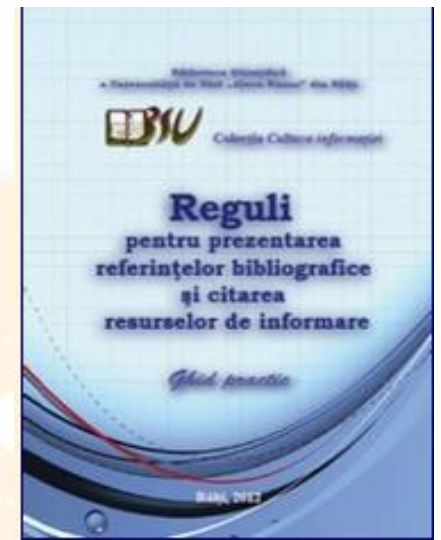 Biblioteca Științifică
a Universității de Stat „Alecu Russo” din Bălți
BSU
Colecția Cultura informației
Reguli
pentru prezentarea
referințelor bibliografice
și citarea
resurselor de informare
Ghid practic
Bălți, 2012